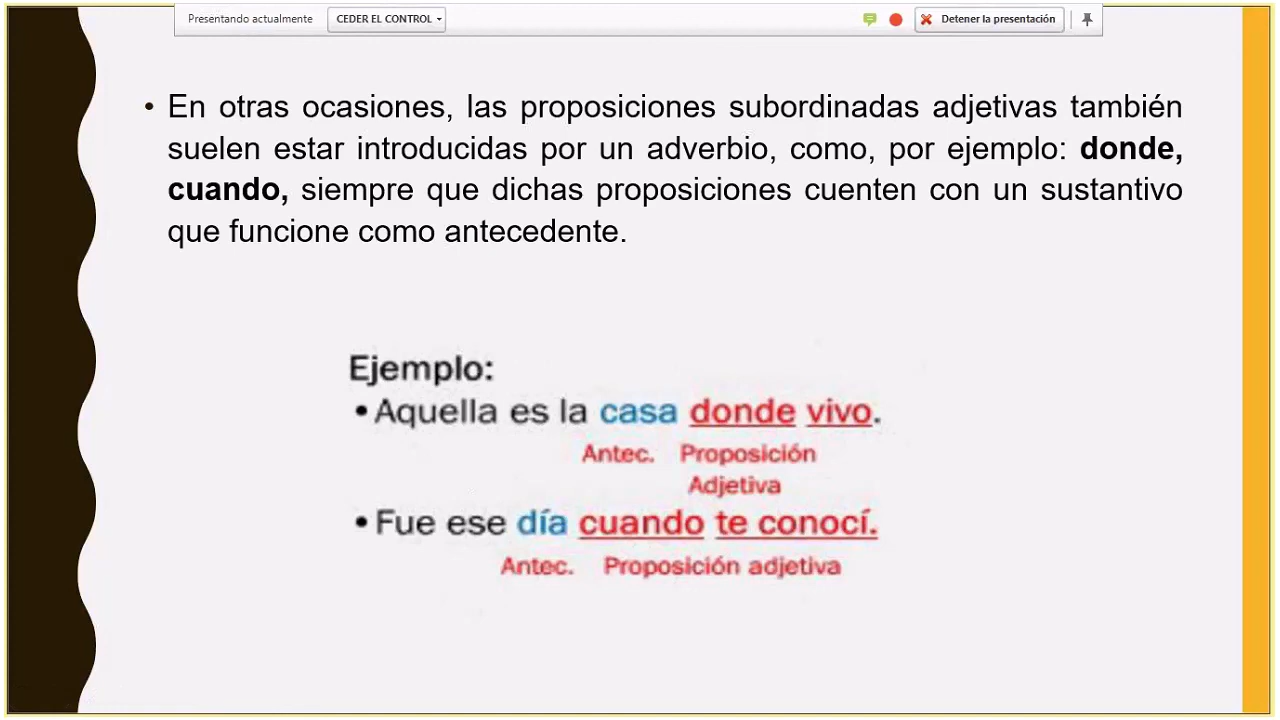 Presentando actualmente CEDER EL CONTROL Detener la presentación
• En otras ocasiones, las proposiciones subordinadas adjetivas también
suelen estar introducidas por un adverbio, como, por ejemplo: donde,
cuando, siempre que dichas proposiciones cuenten con un sustantivo
que funcione como antecedente.
Ejemplo:
• Aquella es la casa donde vivo.
Antec. Proposición
Adjetiva
• Fue ese día cuando te conocí.
Antec. Proposición adjetiva